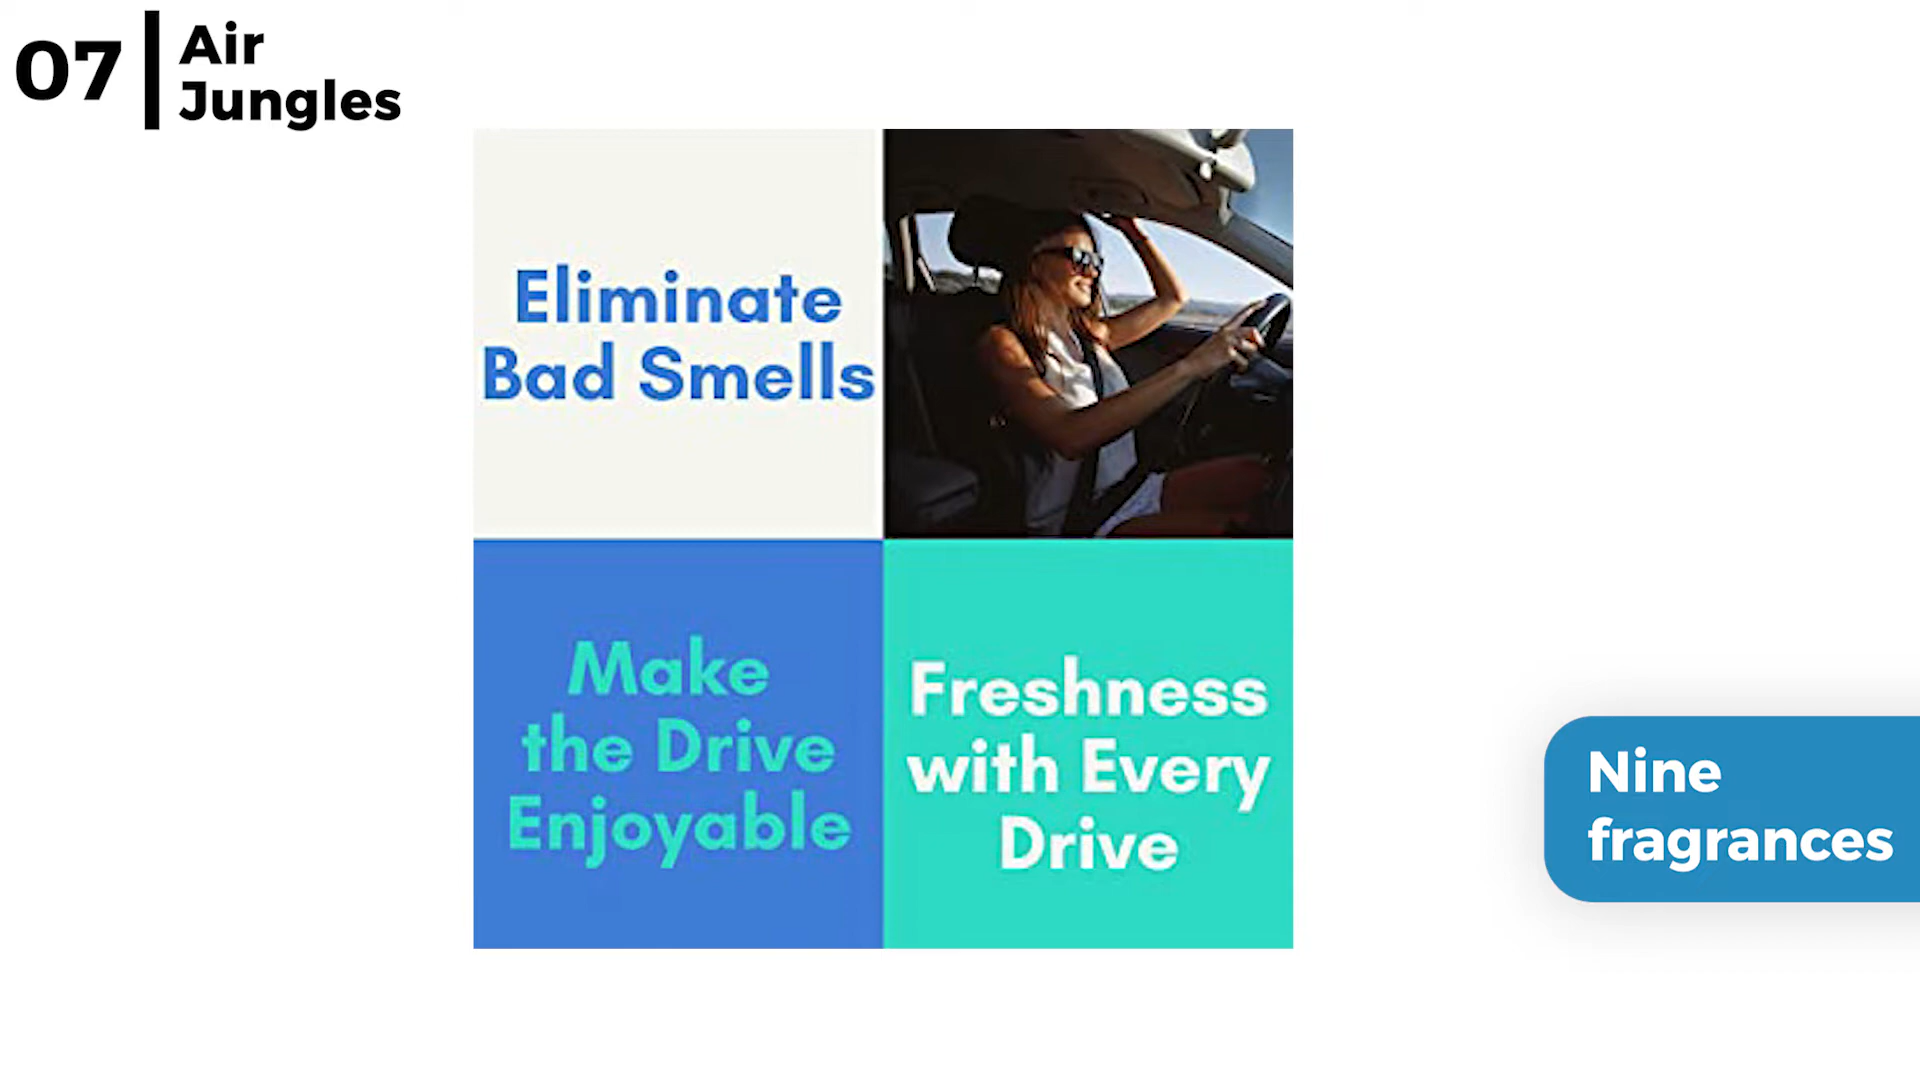 07
Air
Jungles
Eliminate
Bad Smells
Make
the Drive
Enjoyable
Freshness
with Every
Drive
Nine
fragrances